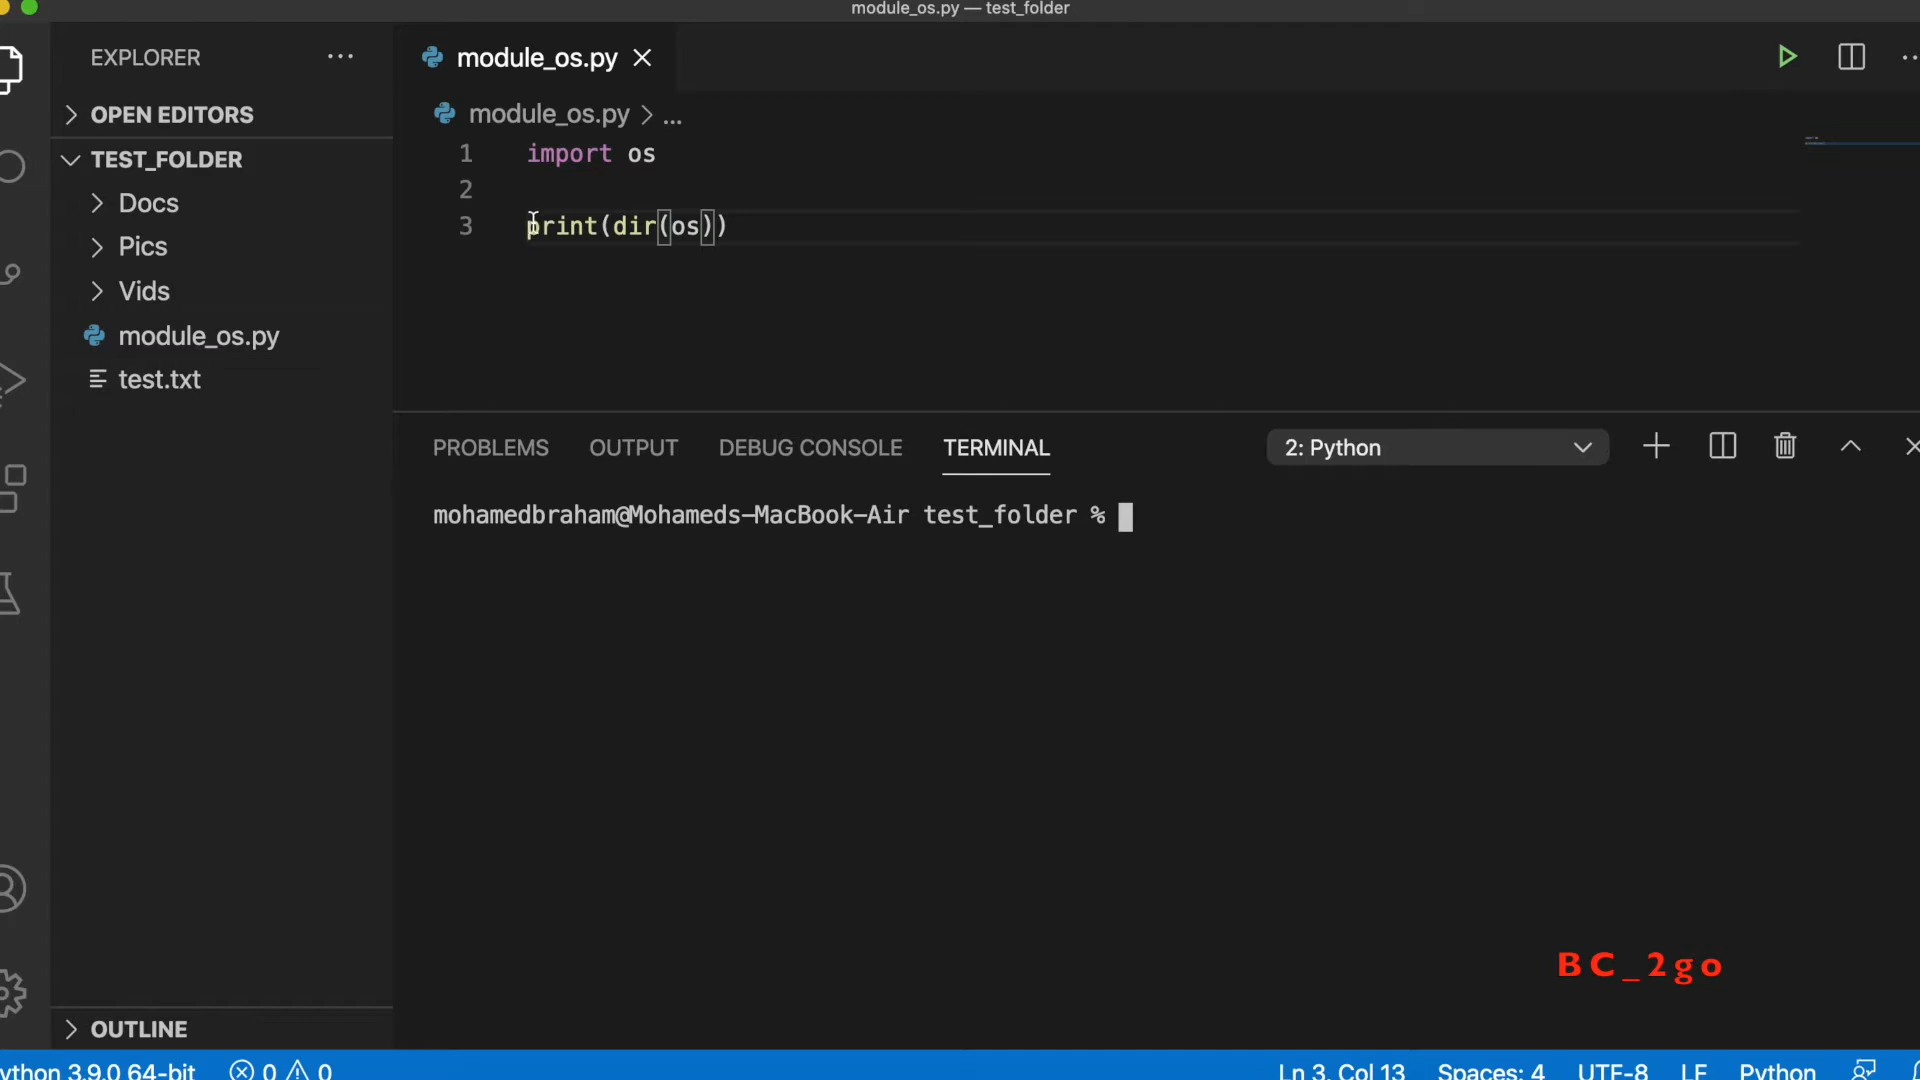 module_os.py — test_folder
EXPLORER
module_os.py
OPEN EDITORS
module_os.py > ...
TEST_FOLDER
Docs
Pics
Vids
module_os.py
test.txt
1 import os
2
3 print(dir(os))
PROBLEMS OUTPUT DEBUG CONSOLE TERMINAL
2: Python
mohamedbraham@Mohameds-MacBook-Air test_folder %
BC_2go
OUTLINE
ython 3.9.0 64-bit 0 0 Ln 3, Col 13 Spaces: 4 UTF-8 LF Python